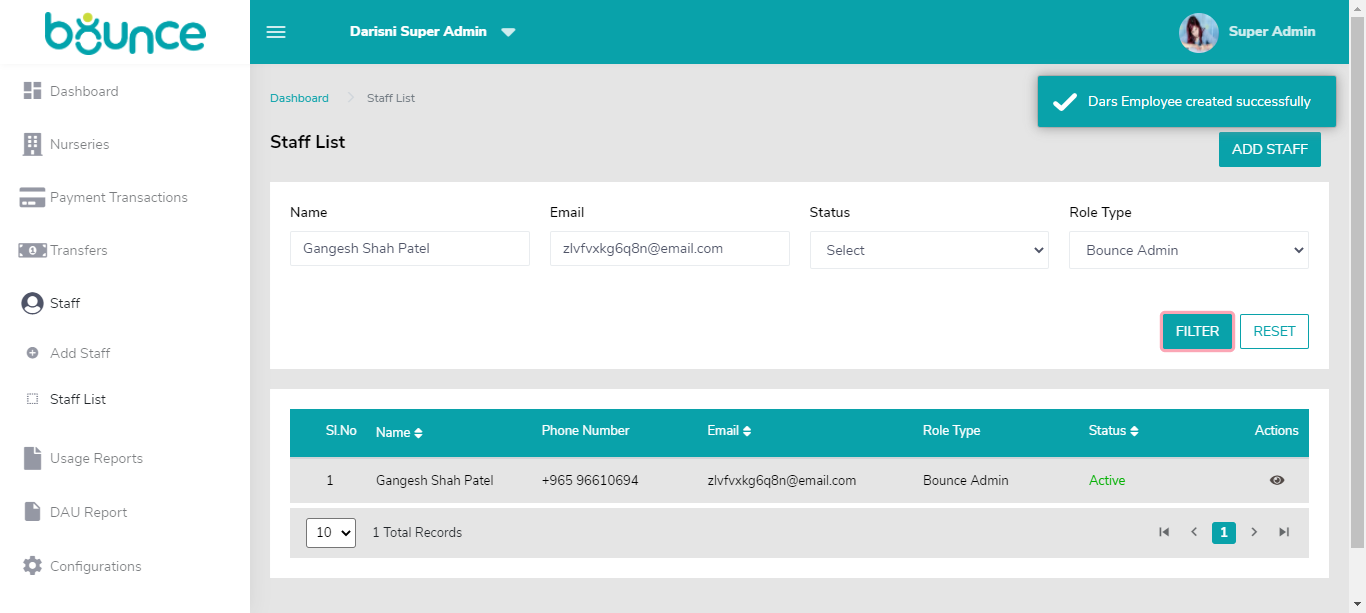 bounce
Darisni Super Admin
Super Admin
Dashboard
Nurseries
Payment Transactions
Transfers
Staff
Add Staff
Staff List
Usage Reports
DAU Report
Configurations
Dashboard Staff List
Dars Employee created successfully
Staff List
ADD STAFF
Name Email Status Role Type
Gangesh Shah Patel zlvfvxkg6q8n@email.com Select Bounce Admin
FILTER RESET
Sl.No Name Phone Number Email Role Type Status Actions
1 Gangesh Shah Patel +965 96610694 zlvfvxkg6q8n@email.com Bounce Admin Active
10 1 Total Records 1